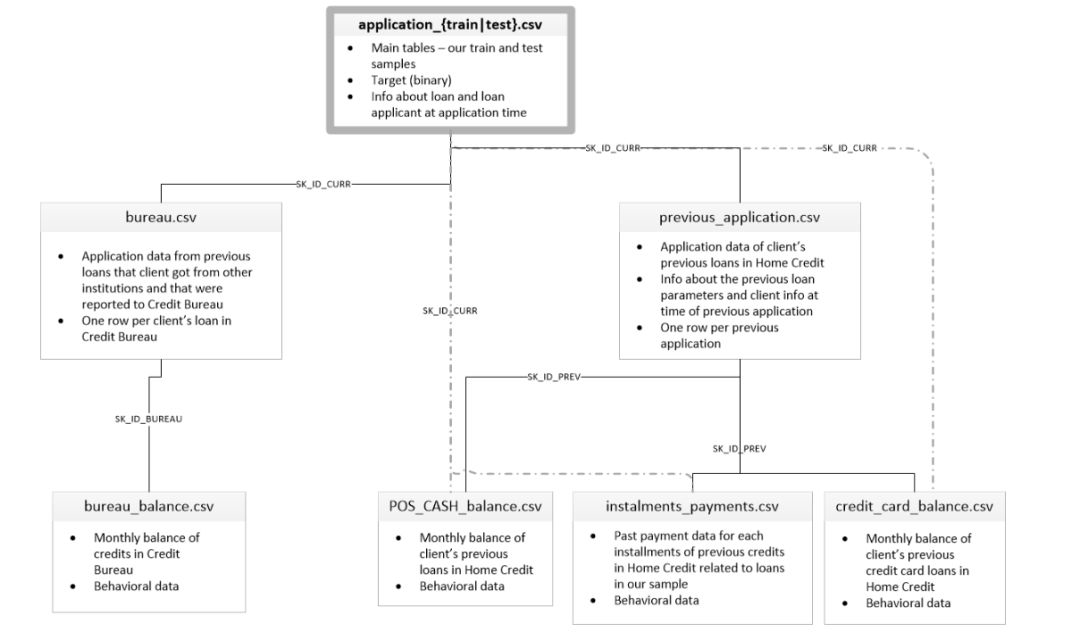 application_{train|test}.csv
• Main tables – our train and test
samples
• Target (binary)
• Info about loan and loan
applicant at application time
SK_ID_CURR
SK_ID_CURR
SK_ID_CURR
bureau.csv
• Application data from previous
loans that client got from other
institutions and that were
reported to Credit Bureau
• One row per client's loan in
Credit Bureau
previous_application.csv
• Application data of client's
previous loans in Home Credit
• Info about the previous loan
parameters and client info at
time of previous application
• One row per previous
application
SK_ID_CURR
SK_ID_PREV
SK_ID_BUREAU
SK_ID_PREV
bureau_balance.csv
• Monthly balance of
credits in Credit
Bureau
• Behavioral data
POS_CASH_balance.csv
• Monthly balance of
client's previous
loans in Home Credit
• Behavioral data
instalments_payments.csv
• Past payment data for each
installments of previous credits
in Home Credit related to loans
in our sample
• Behavioral data
credit_card_balance.csv
• Monthly balance of
client's previous
credit card loans in
Home Credit
• Behavioral data